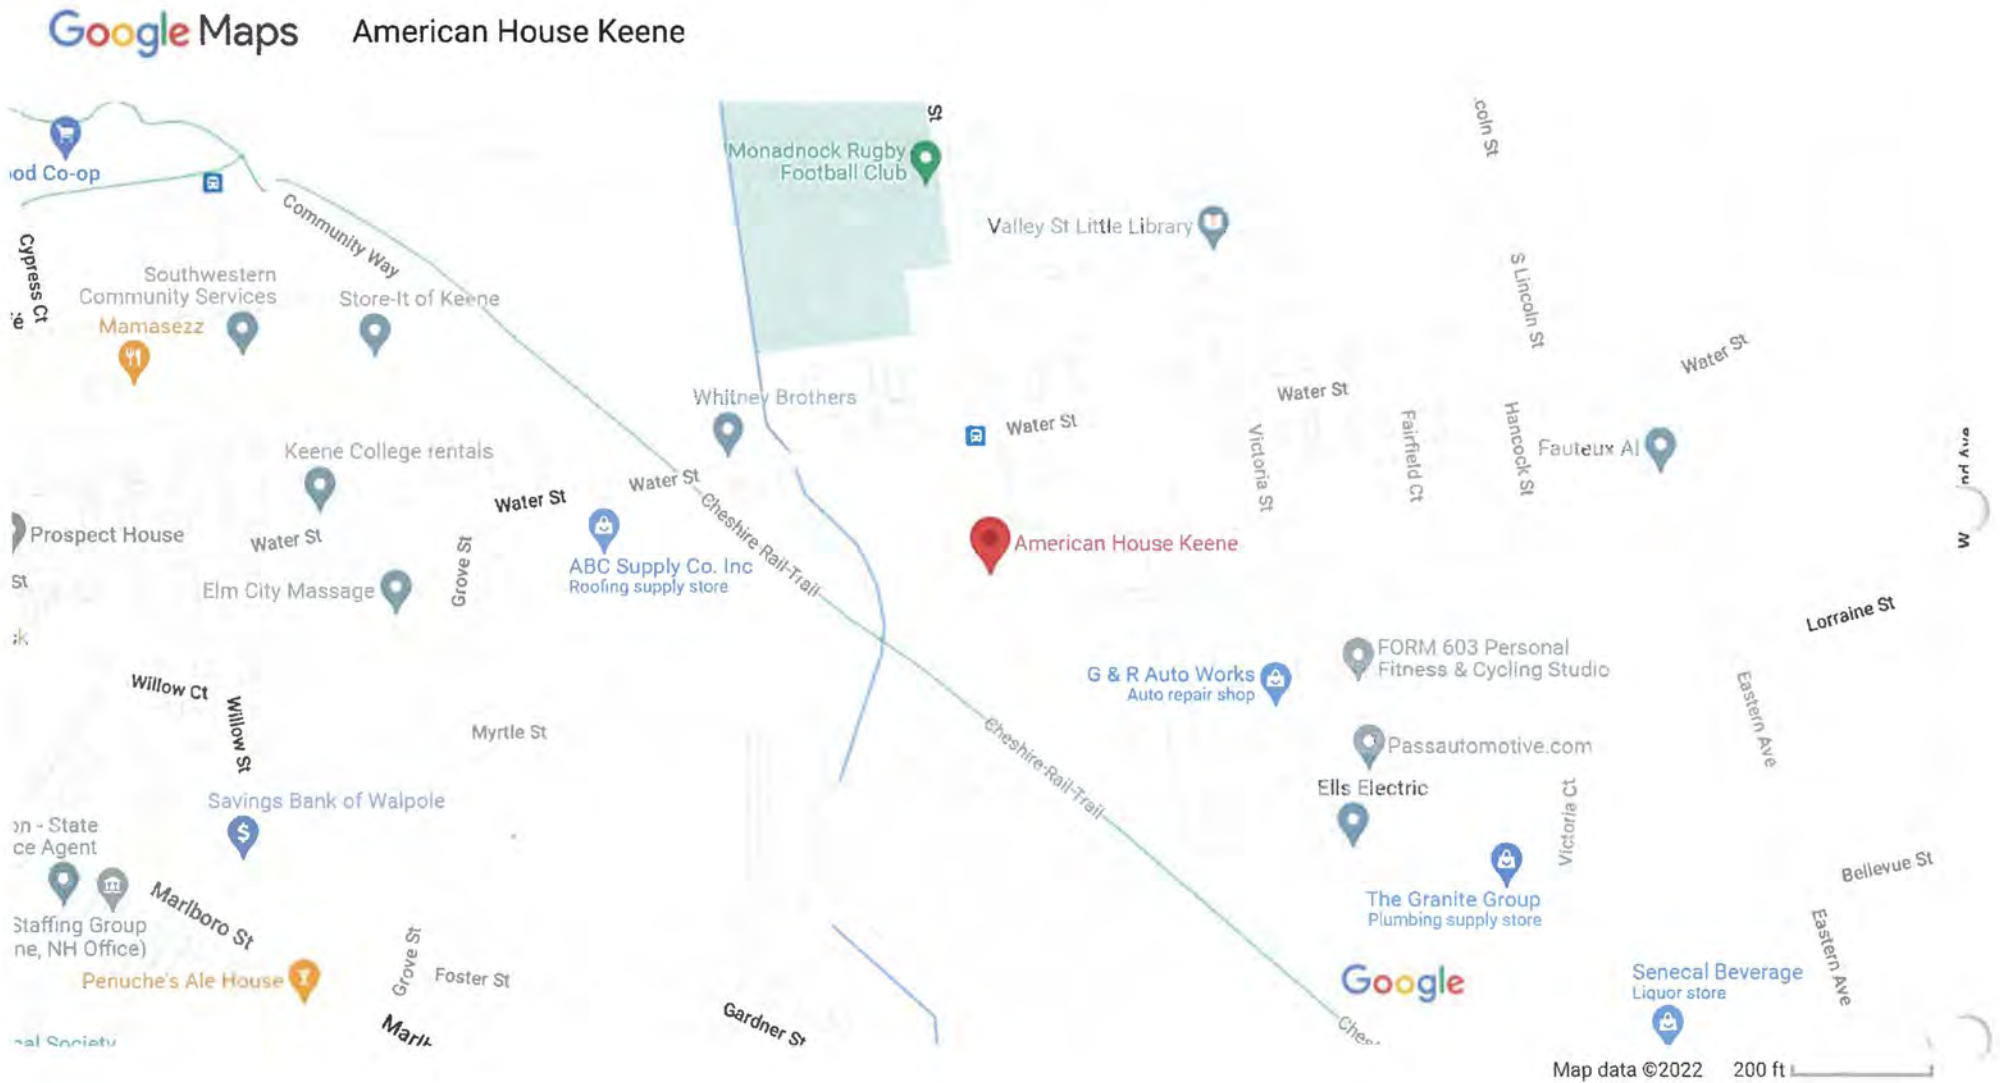 Google Maps American House Keene
St
coln St
Monadnock Rugby
Football Club
od Co-op
Community Way
Valley St Little Library
Cypress Ct
Southwestern
Community Services
Store-It of Keene
S Lincoln St
é
Mamasezz
Water St
Whitney Brothers
Water St
Water St
Victoria St
Fairfield Ct
Hancock St
Fauteux Al
Keene College rentals
Water St
Water St
Cheshire Rail-Trail
Prospect House
Water St
Grove St
American House Keene
W
ABC Supply Co. Inc
Roofing supply store
St
Elm City Massage
Lorraine St
FORM 603 Personal
Fitness & Cycling Studio
G & R Auto Works
Auto repair shop
Willow Ct
Willow St
Myrtle St
Eastern Ave
Cheshire Rail-Trail
Passautomotive.com
Ells Electric
Victoria Ct
Savings Bank of Walpole
on - State
ce Agent
Bellevue St
Marlboro St
The Granite Group
Plumbing supply store
Staffing Group
ne, NH Office)
Grove St
Eastern Ave
Penuche's Ale House
Foster St
Google
Senecal Beverage
Liquor store
Gardner St
Marlb
Ches
nal Society
Map data ©2022 200 ft